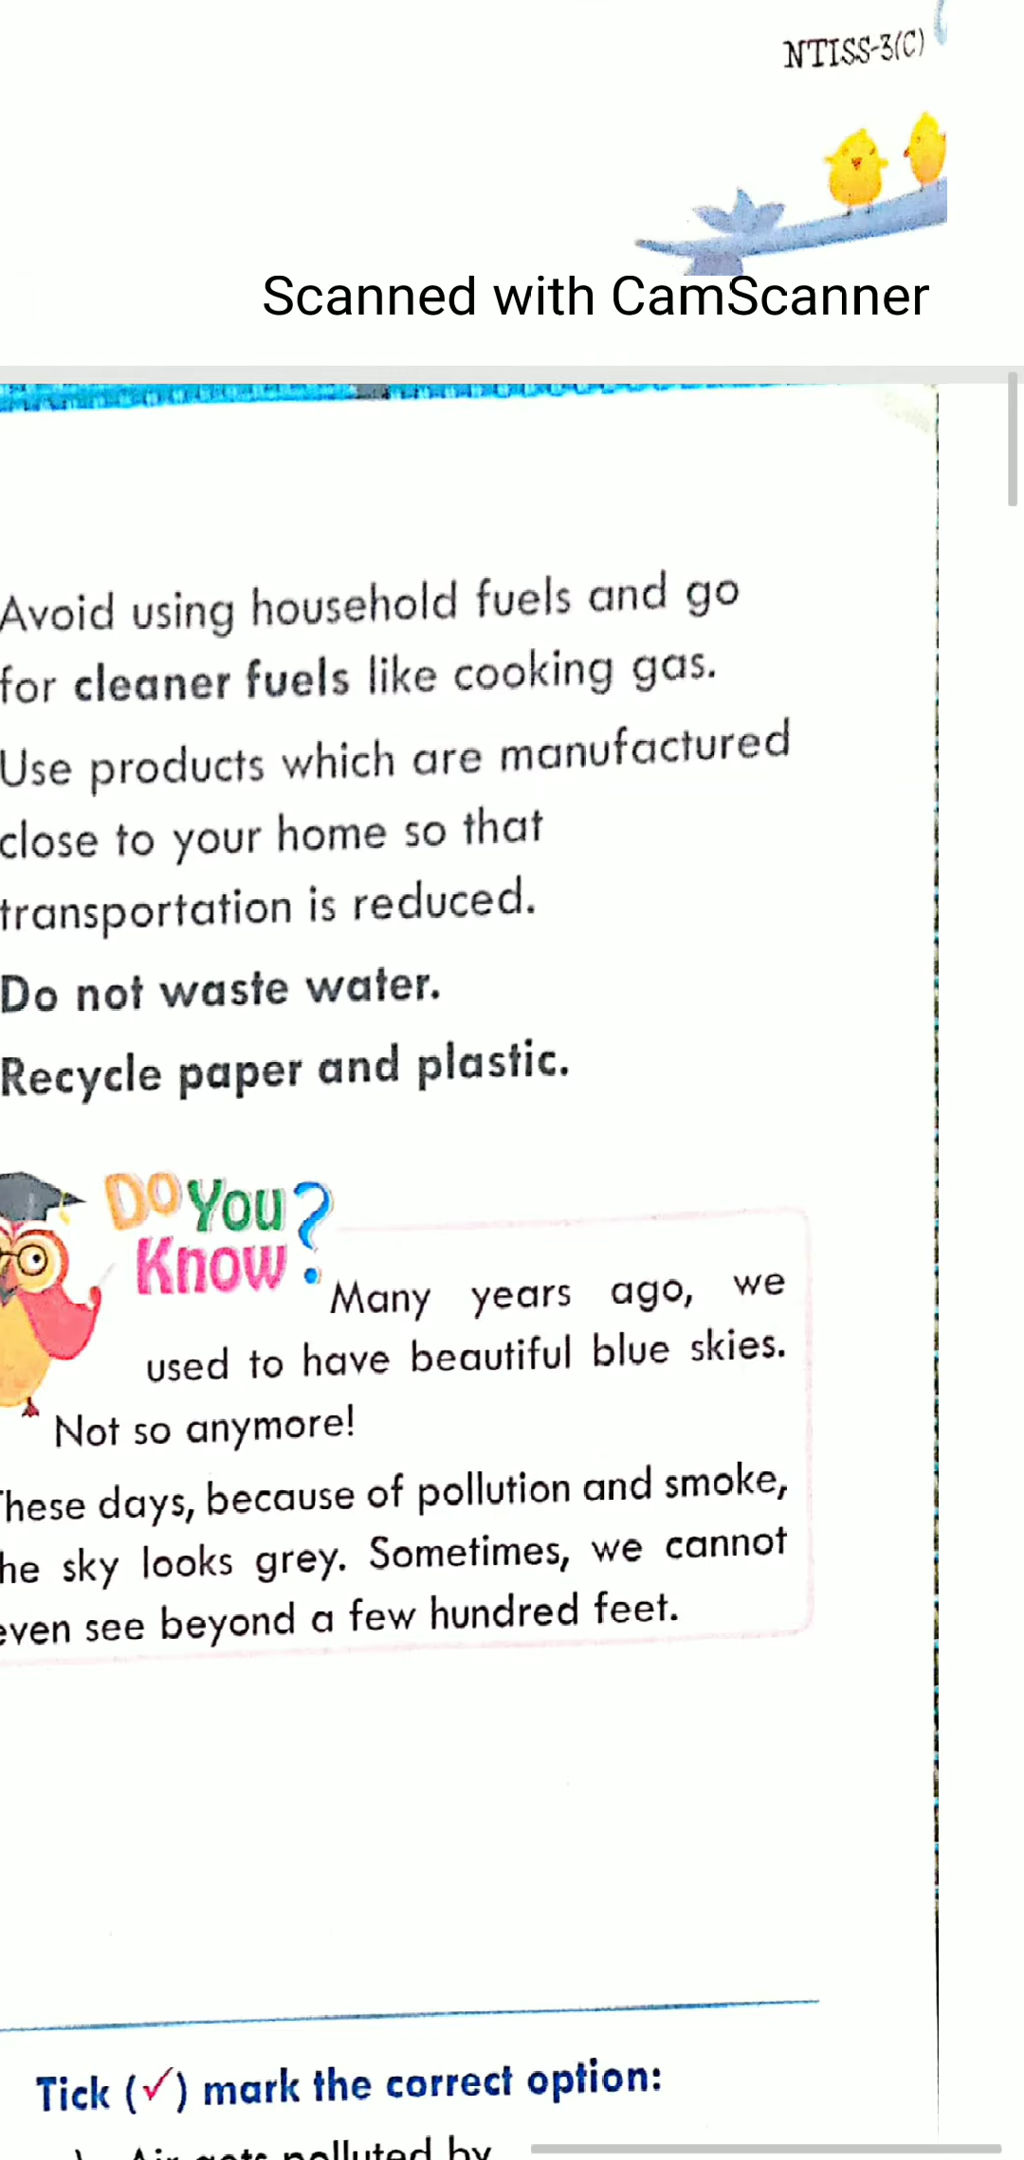 NTISS-3(C)
Scanned with CamScanner
Avoid using household fuels and go
for cleaner fuels like cooking gas.
Use products which are manufactured
close to your home so that
transportation is reduced.
Do not waste water.
Recycle paper and plastic.
Do You
Know?
Many years ago, we
used to have beautiful blue skies.
Not so anymore!
These days, because of pollution and smoke,
the sky looks grey. Sometimes, we cannot
even see beyond a few hundred feet.
Tick (✓) mark the correct option:
Air gets polluted by